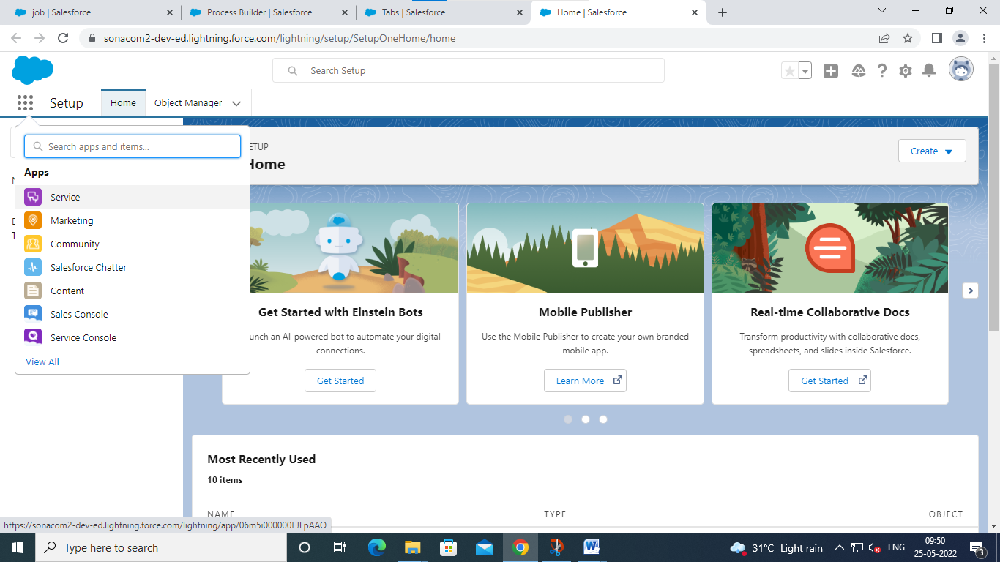 job | Salesforce
Process Builder | Salesforce
Tabs | Salesforce
Home | Salesforce
sonacom2-dev-ed.lightning.force.com/lightning/setup/SetupOneHome/home
Search Setup
Setup
Home
Object Manager
Search apps and items...
Apps
Service
Marketing
Community
Salesforce Chatter
Content
Sales Console
Service Console
View All
Home
Create
Get Started with Einstein Bots
an AI-powered bot to automate your digital
connections.
Get Started
Mobile Publisher
Use the Mobile Publisher to create your own branded
mobile app.
Learn More
Real-time Collaborative Docs
Transform productivity with collaborative docs,
spreadsheets, and slides inside Salesforce.
Get Started
Most Recently Used
10 items
NAME TYPE OBJECT
https://sonacom2-dev-ed.lightning.force.com/lightning/app/06m5i000000LJFpAAO
Type here to search
31°C Light rain
ENG
09:50
25-05-2022
3